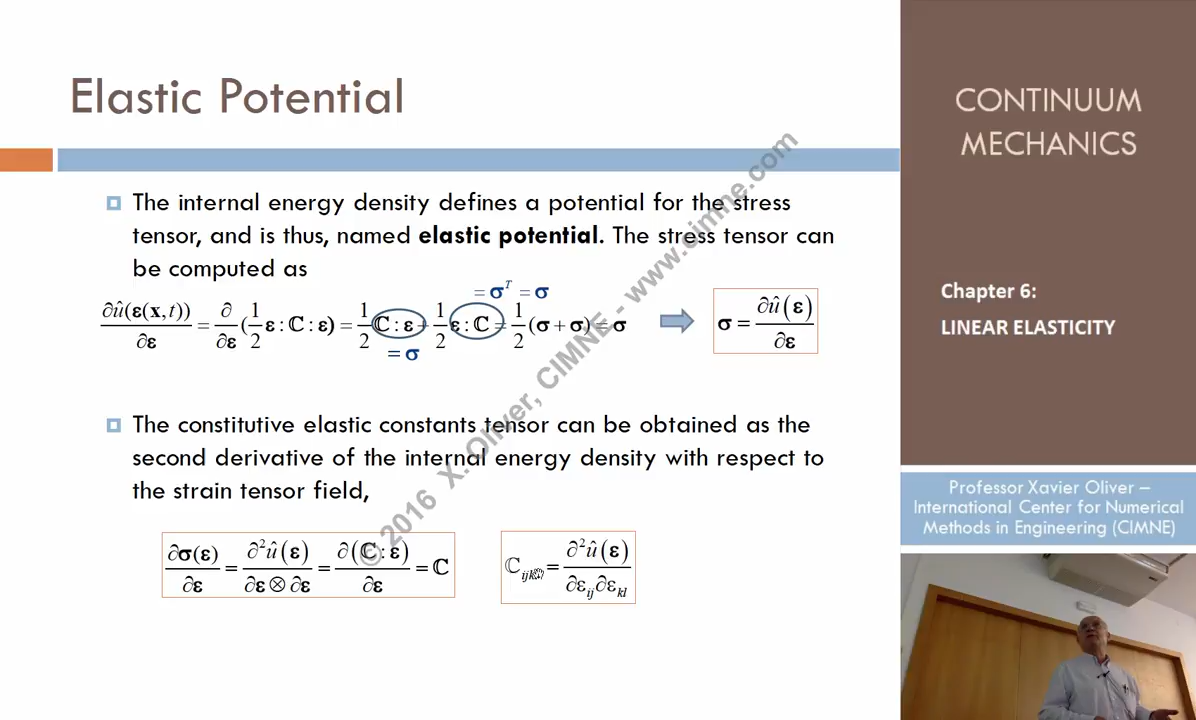 Elastic Potential
The internal energy density defines a potential for the stress
tensor, and is thus, named elastic potential. The stress tensor can
be computed as
= σᵀ = σ
∂û(ε(x,t))/∂ε = ∂/∂ε (1/2 ε : ℂ : ε) = 1/2 ℂ : ε + 1/2 ε : ℂ = 1/2 (σ + σ) = σ
= σ
σ = ∂û(ε)/∂ε
The constitutive elastic constants tensor can be obtained as the
second derivative of the internal energy density with respect to
the strain tensor field,
∂σ(ε)/∂ε = ∂²û(ε)/∂ε⊗∂ε = ∂(ℂ : ε)/∂ε = ℂ
ℂijkl = ∂²û(ε)/∂εij∂εkl
© 2016 X. Oliver, CIMNE - www.cimne.com
CONTINUUM
MECHANICS
Chapter 6:
LINEAR ELASTICITY
Professor Xavier Oliver –
International Center for Numerical
Methods in Engineering (CIMNE)